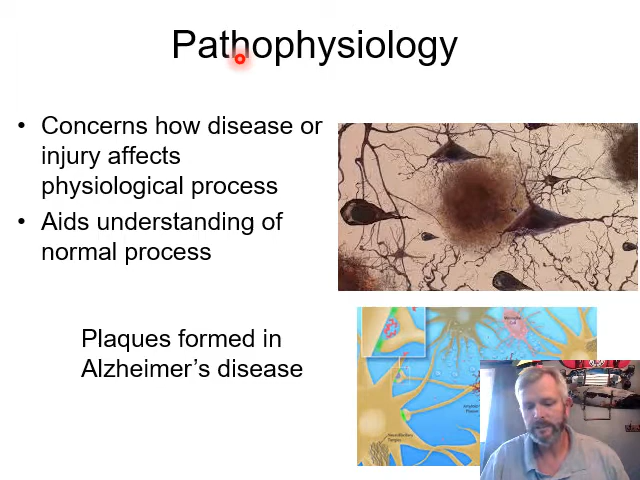 Pathophysiology
• Concerns how disease or
injury affects
physiological process
• Aids understanding of
normal process
Plaques formed in
Alzheimer’s disease